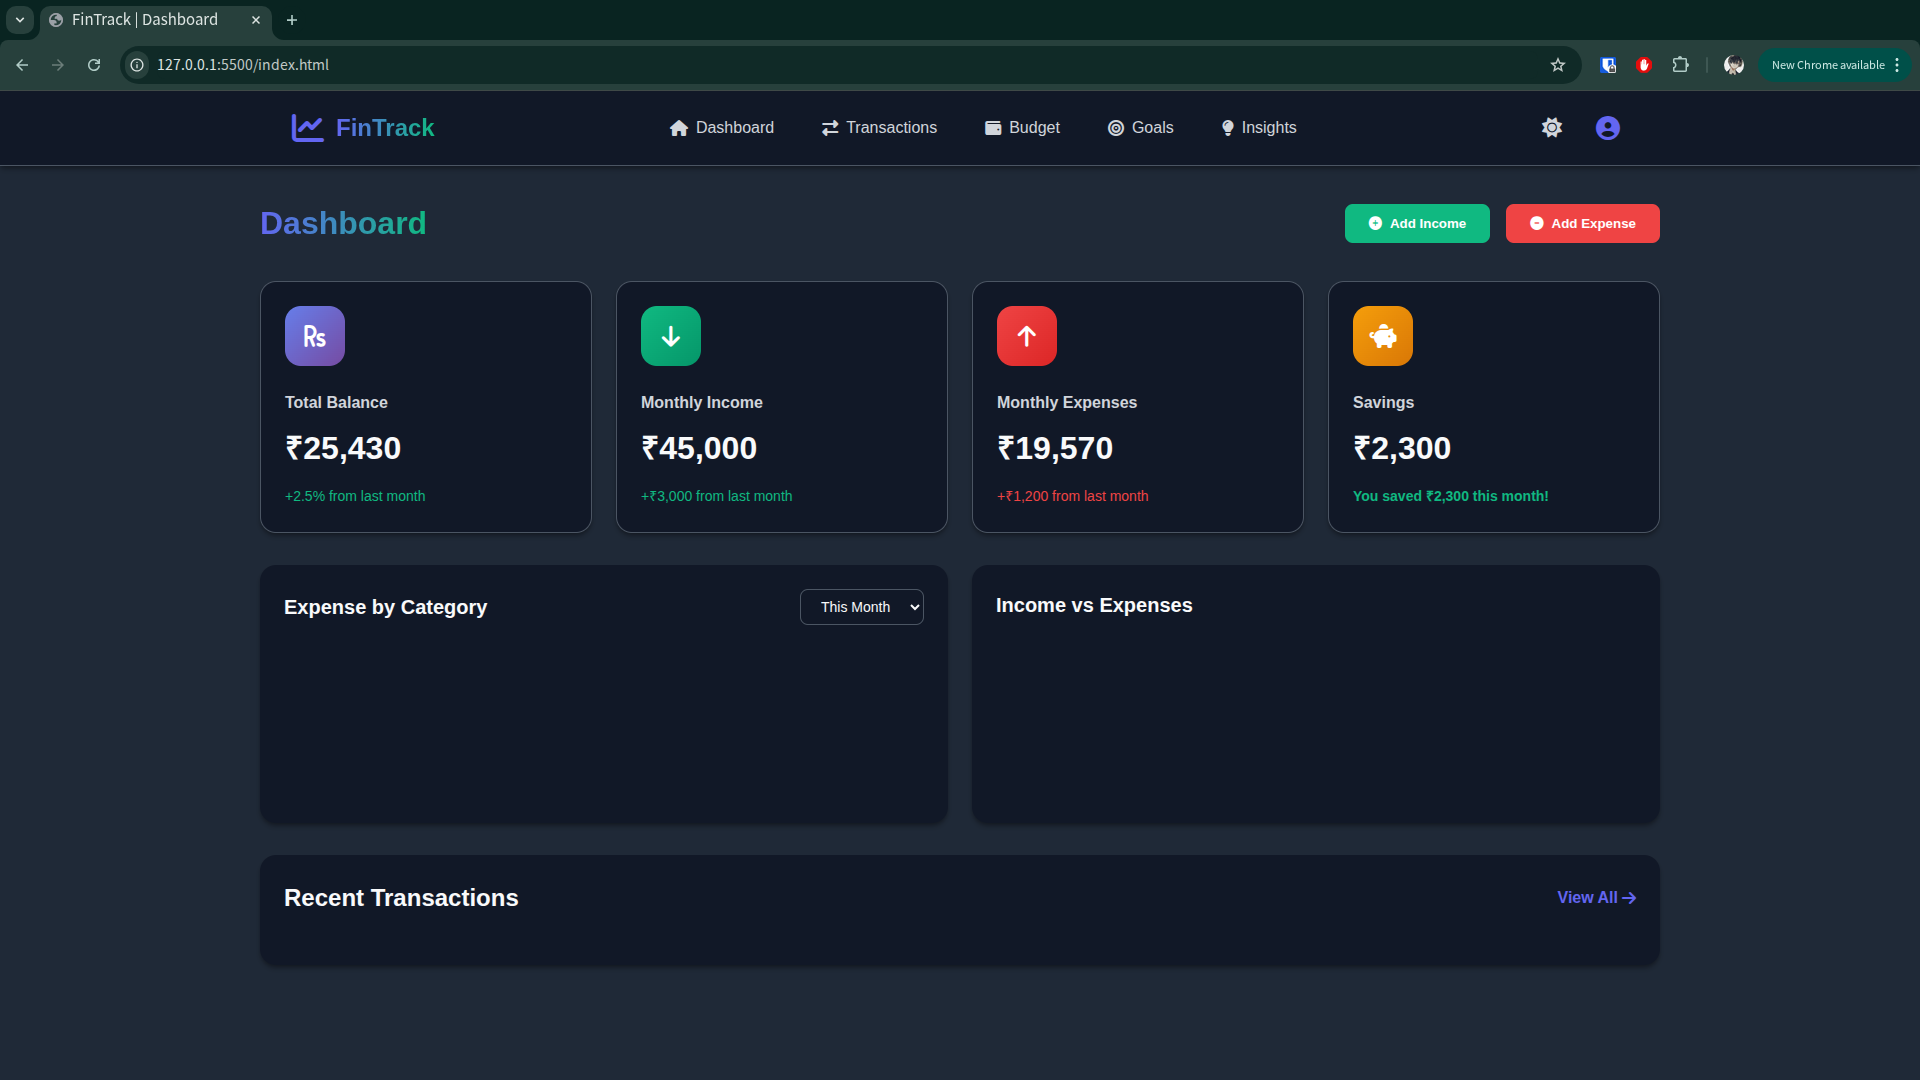 FinTrack | Dashboard
127.0.0.1:5500/index.html
New Chrome available
FinTrack
Dashboard
Transactions
Budget
Goals
Insights
Dashboard
Add Income
Add Expense
Rs
Total Balance
₹25,430
+2.5% from last month
Monthly Income
₹45,000
+₹3,000 from last month
Monthly Expenses
₹19,570
+₹1,200 from last month
Savings
₹2,300
You saved ₹2,300 this month!
Expense by Category
This Month
Income vs Expenses
Recent Transactions
View All